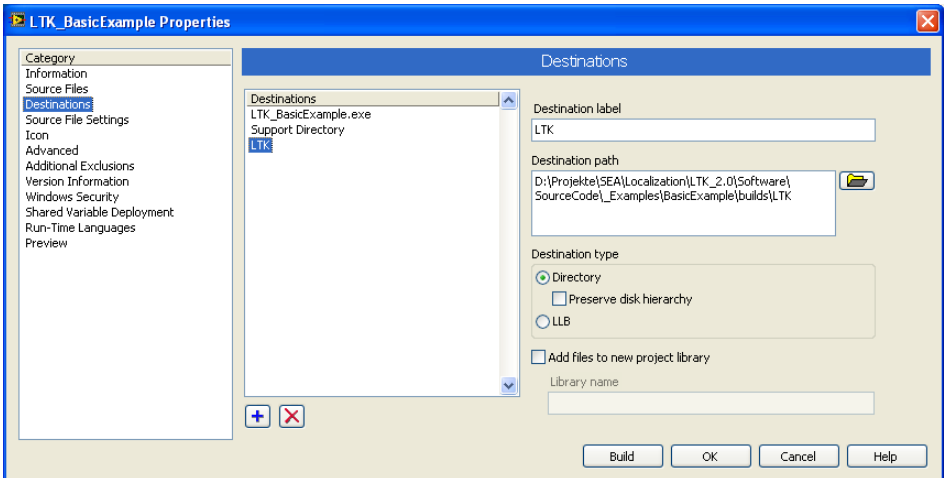 LTK_BasicExample Properties
Category
Information
Source Files
Destinations
Source File Settings
Icon
Advanced
Additional Exclusions
Version Information
Windows Security
Shared Variable Deployment
Run-Time Languages
Preview
Destinations
Destinations
LTK_BasicExample.exe
Support Directory
LTK
Destination label
LTK
Destination path
D:\Projekte\SEA\Localization\LTK_2.0\Software\
SourceCode\_Examples\BasicExample\builds\LTK
Destination type
Directory
Preserve disk hierarchy
LLB
Add files to new project library
Library name
Build
OK
Cancel
Help